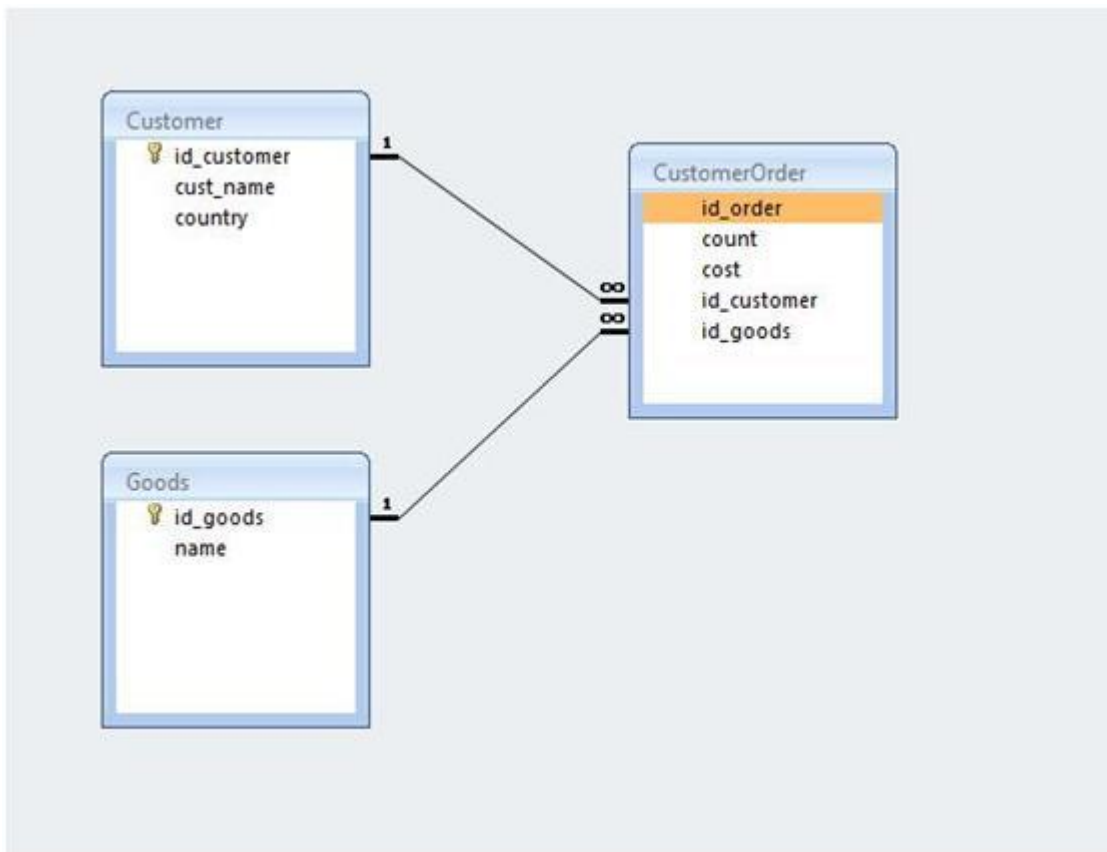 Customer
id_customer
cust_name
country
1
CustomerOrder
id_order
count
cost
id_customer
id_goods
∞
∞
Goods
id_goods
name
1